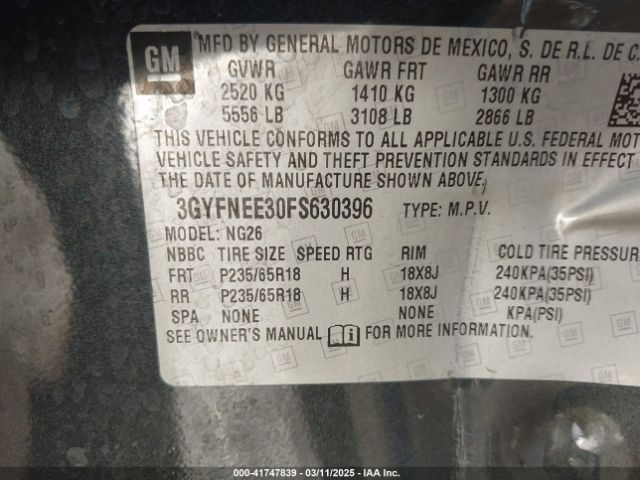 GM
MFD BY GENERAL MOTORS DE MEXICO, S. DE R.L. DE C.
GVWR GAWR FRT GAWR RR
2520 KG 1410 KG 1300 KG
5556 LB 3108 LB 2866 LB
THIS VEHICLE CONFORMS TO ALL APPLICABLE U.S. FEDERAL MOT
VEHICLE SAFETY AND THEFT PREVENTION STANDARDS IN EFFECT
THE DATE OF MANUFACTURE SHOWN ABOVE.
3GYFNEE30FS630396 TYPE: M.P.V.
MODEL: NG26
NBBC TIRE SIZE SPEED RTG RIM COLD TIRE PRESSUR
FRT P235/65R18 H 18X8J 240KPA(35PSI)
RR P235/65R18 H 18X8J 240KPA(35PSI)
SPA NONE NONE KPA(PSI)
SEE OWNER'S MANUAL FOR MORE INFORMATION.
000-41747839 - 03/11/2025 - IAA Inc.